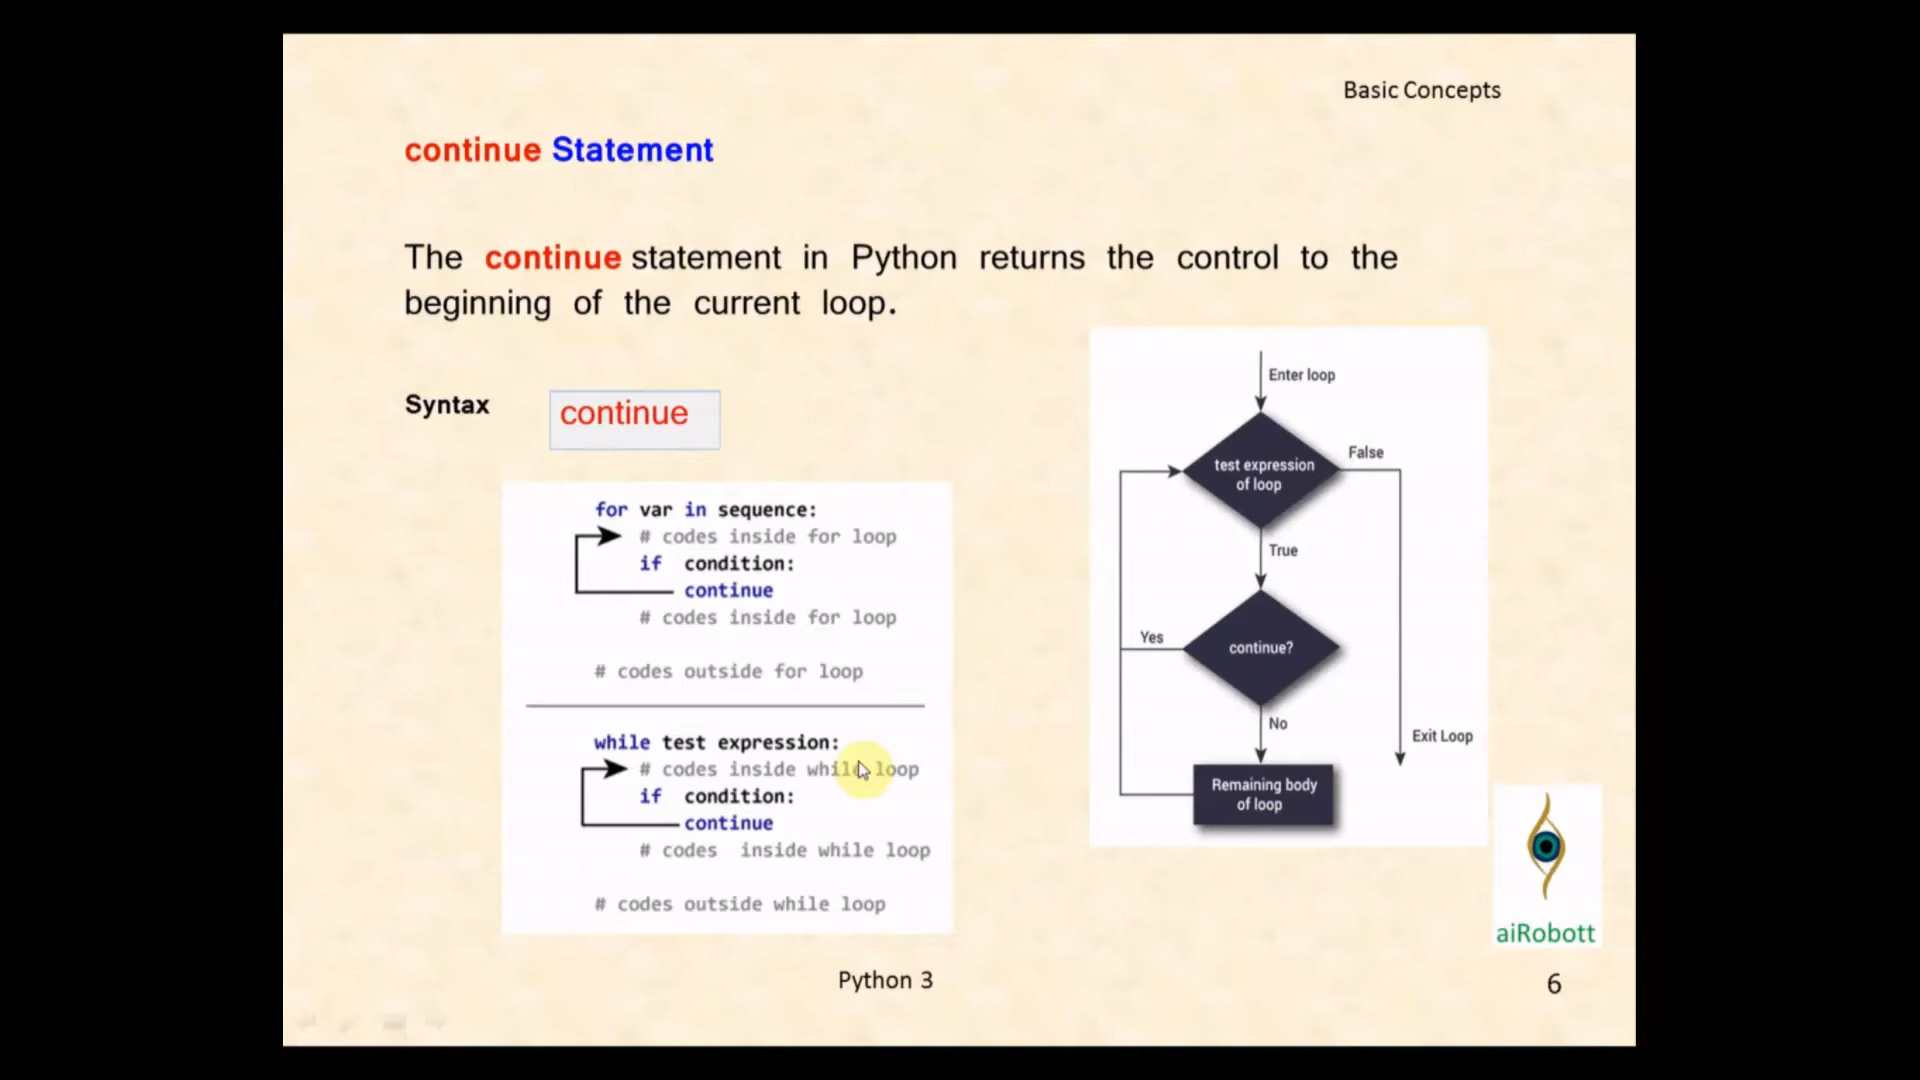 Basic Concepts
continue Statement
The continue statement in Python returns the control to the
beginning of the current loop.
Syntax
continue
for var in sequence:
# codes inside for loop
if condition:
continue
# codes inside for loop
# codes outside for loop
while test expression:
# codes inside while loop
if condition:
continue
# codes inside while loop
# codes outside while loop
Enter loop
test expression
of loop
False
True
continue?
Yes
No
Exit Loop
Remaining body
of loop
aiRobott
Python 3
6